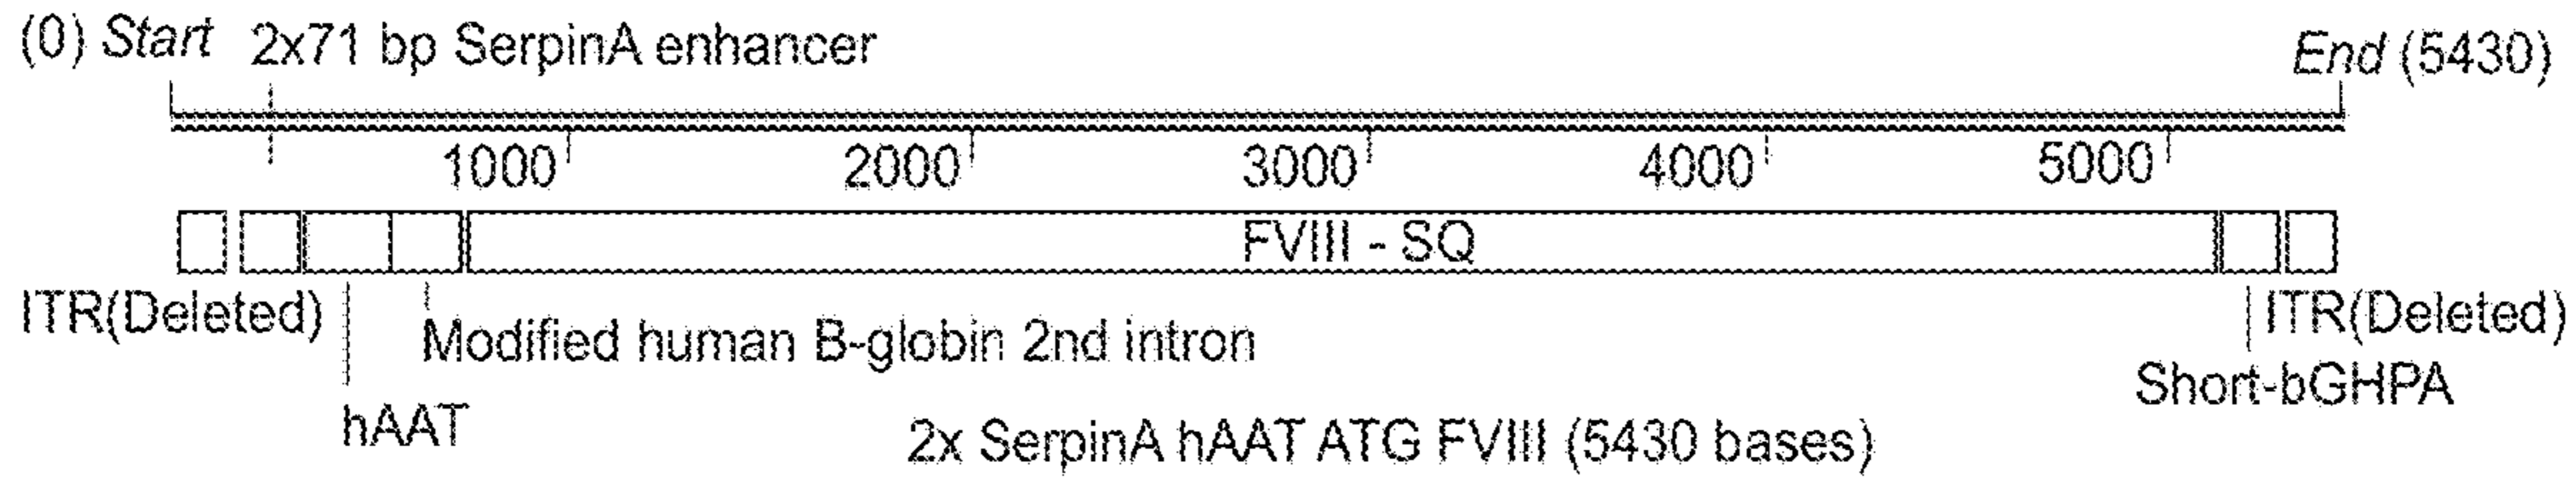 (0) Start 2x71 bp SerpinA enhancer End (5430)
1000 2000 3000 4000 5000
FVIII - SQ
ITR(Deleted) ITR(Deleted)
Modified human B-globin 2nd intron
Short-bGHPA
hAAT
2x SerpinA hAAT ATG FVIII (5430 bases)